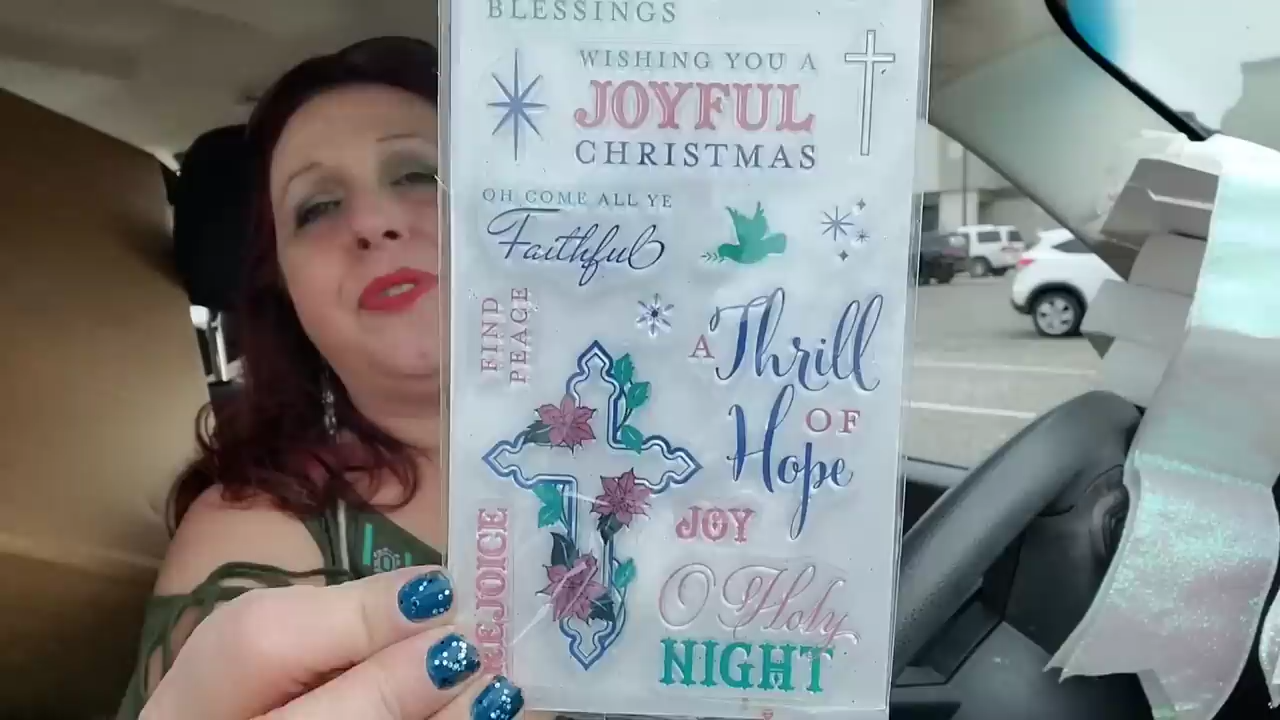 BLESSINGS
WISHING YOU A
JOYFUL
CHRISTMAS
OH COME ALL YE
Faithful
FIND
PEACE
A Thrill
OF
Hope
JOY
REJOICE
O Holy
NIGHT